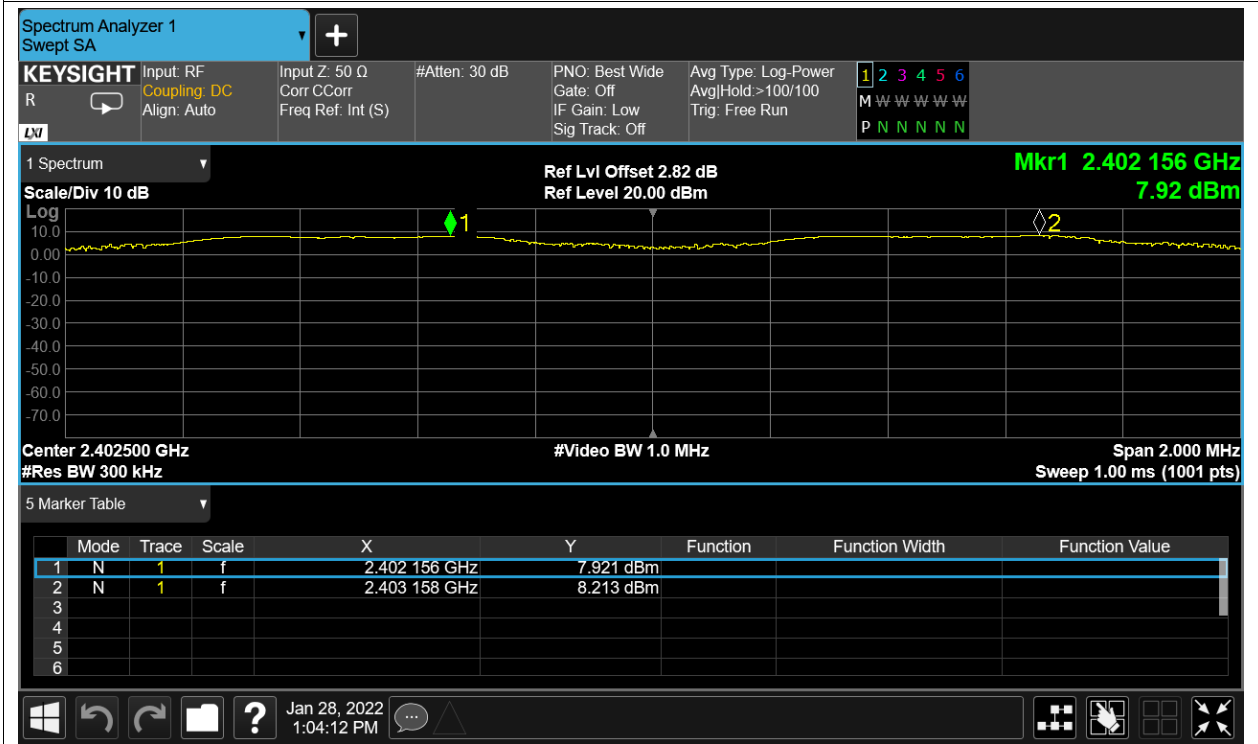 Spectrum Analyzer 1
Swept SA
+
KEYSIGHT
R
LXI
Input: RF
Coupling: DC
Align: Auto
Input Z: 50 Ω
Corr CCorr
Freq Ref: Int (S)
#Atten: 30 dB
PNO: Best Wide
Gate: Off
IF Gain: Low
Sig Track: Off
Avg Type: Log-Power
Avg|Hold:>100/100
Trig: Free Run
1 2 3 4 5 6
M W W W W W
P N N N N N
1 Spectrum
Scale/Div 10 dB
Ref Lvl Offset 2.82 dB
Ref Level 20.00 dBm
Mkr1 2.402 156 GHz
7.92 dBm
Log
10.0
0.00
-10.0
-20.0
-30.0
-40.0
-50.0
-60.0
-70.0
1
2
Center 2.402500 GHz
#Video BW 1.0 MHz
Span 2.000 MHz
#Res BW 300 kHz
Sweep 1.00 ms (1001 pts)
5 Marker Table
Mode Trace Scale X Y Function Function Width Function Value
1 N 1 f 2.402 156 GHz 7.921 dBm
2 N 1 f 2.403 158 GHz 8.213 dBm
3
4
5
6
?
Jan 28, 2022
1:04:12 PM